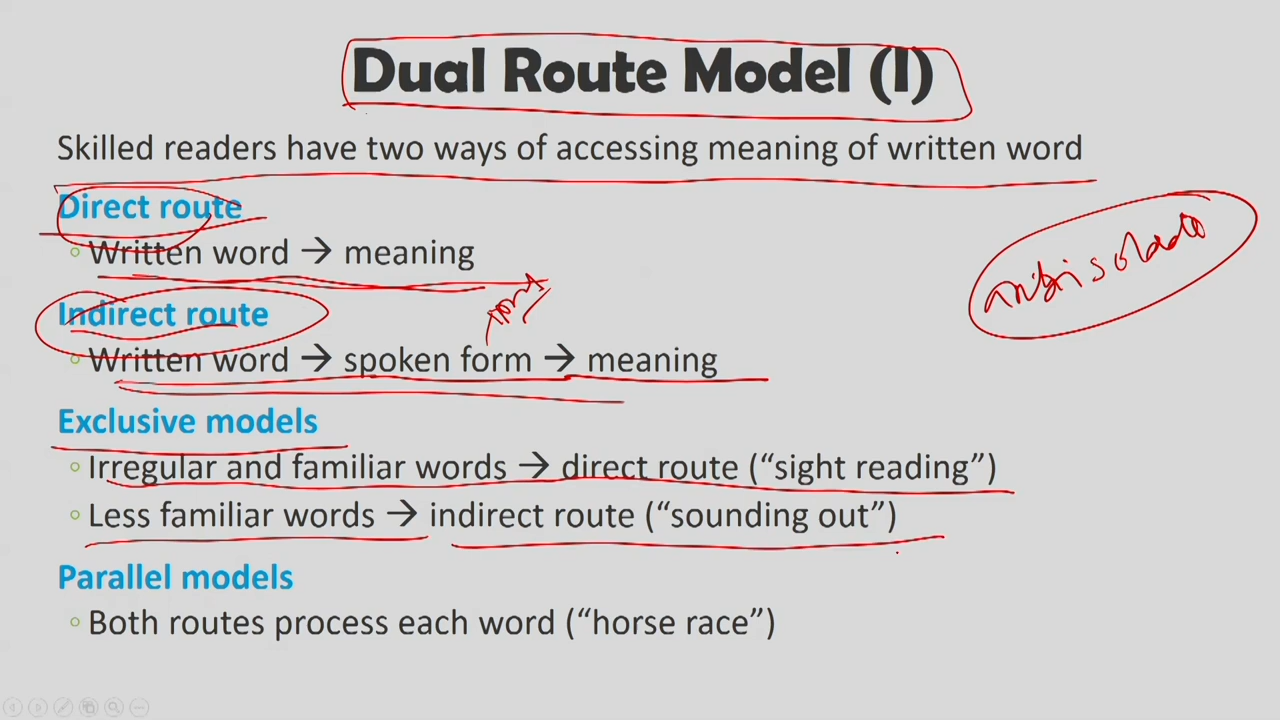 Dual Route Model (I)
Skilled readers have two ways of accessing meaning of written word
Direct route
◦ Written word → meaning
Indirect route
◦ Written word → spoken form → meaning
Exclusive models
◦ Irregular and familiar words → direct route (“sight reading”)
◦ Less familiar words → indirect route (“sounding out”)
Parallel models
◦ Both routes process each word (“horse race”)